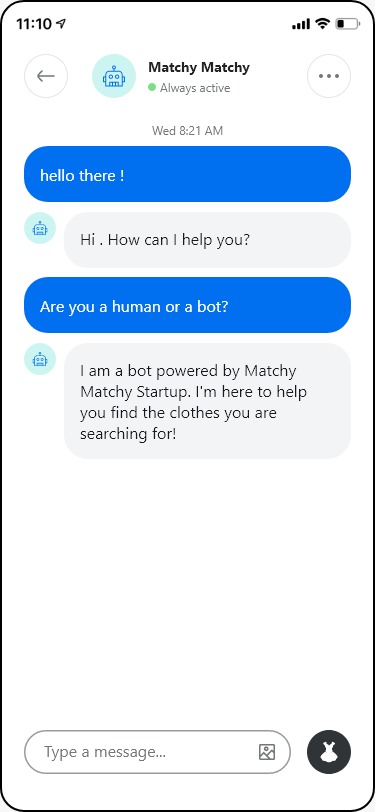 11:10
Matchy Matchy
Always active
Wed 8:21 AM
hello there !
Hi . How can I help you?
Are you a human or a bot?
I am a bot powered by Matchy
Matchy Startup. I'm here to help
you find the clothes you are
searching for!
Type a message...